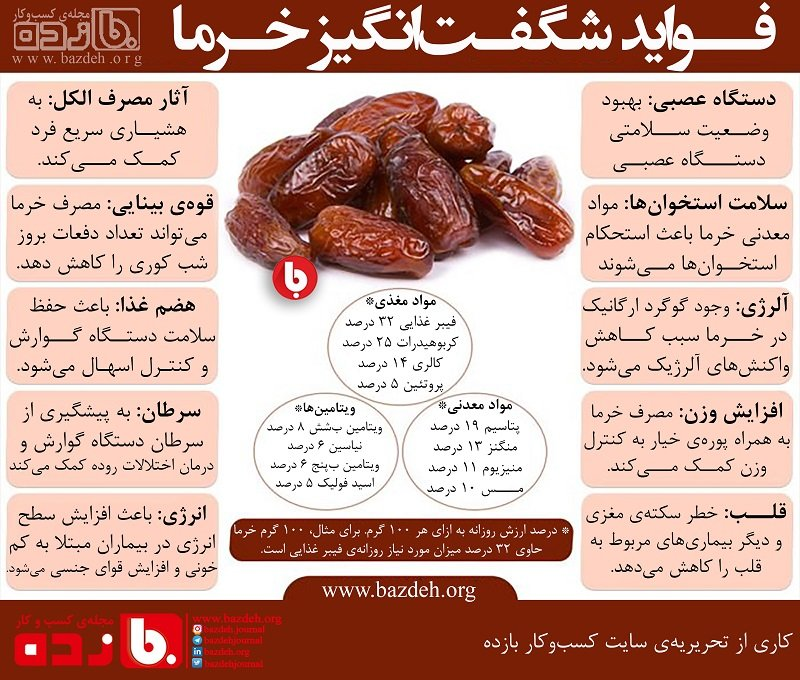 فواید شگفت‌انگیز خرما
مجله‌ی کسب‌وکار
بازده
www.bazdeh.org
دستگاه عصبی: بهبود
وضعیت سلامتی
دستگاه عصبی
سلامت استخوان‌ها: مواد
معدنی خرما باعث استحکام
استخوان‌ها می‌شوند
آلرژی: وجود گوگرد ارگانیک
در خرما سبب کاهش
واکنش‌های آلرژیک می‌شود.
افزایش وزن: مصرف خرما
به همراه پوره‌ی خیار به کنترل
وزن کمک می‌کند.
قلب: خطر سکته‌ی مغزی
و دیگر بیماری‌های مربوط به
قلب را کاهش می‌دهد.
آثار مصرف الکل: به
هشیاری سریع فرد
کمک می‌کند.
قوه‌ی بینایی: مصرف خرما
می‌تواند تعداد دفعات بروز
شب کوری را کاهش دهد.
هضم غذا: باعث حفظ
سلامت دستگاه گوارش
و کنترل اسهال می‌شود.
سرطان: به پیشگیری از
سرطان دستگاه گوارش و
درمان اختلالات روده کمک می‌کند
انرژی: باعث افزایش سطح
انرژی در بیماران مبتلا به کم
خونی و افزایش قوای جنسی می‌شود.
با
مواد مغذی*
فیبر غذایی ۳۲ درصد
کربوهیدرات ۲۵ درصد
کالری ۱۴ درصد
پروتئین ۵ درصد
مواد معدنی*
پتاسیم ۱۹ درصد
منگنز ۱۳ درصد
منیزیوم ۱۱ درصد
مس ۱۰ درصد
ویتامین‌ها*
ویتامین ب‌شش ۸ درصد
نیاسین ۶ درصد
ویتامین ب‌پنج ۶ درصد
اسید فولیک ۵ درصد
* درصد ارزش روزانه به ازای هر ۱۰۰ گرم. برای مثال، ۱۰۰ گرم خرما
حاوی ۳۲ درصد میزان مورد نیاز روزانه‌ی فیبر غذایی است.
www.bazdeh.org
کاری از تحریریه‌ی سایت کسب‌وکار بازده
مجله‌ی کسب و کار
بازده
www.bazdeh.org
bazdeh.journal
bazdehjournal
bazdeh.org
bazdehjournal